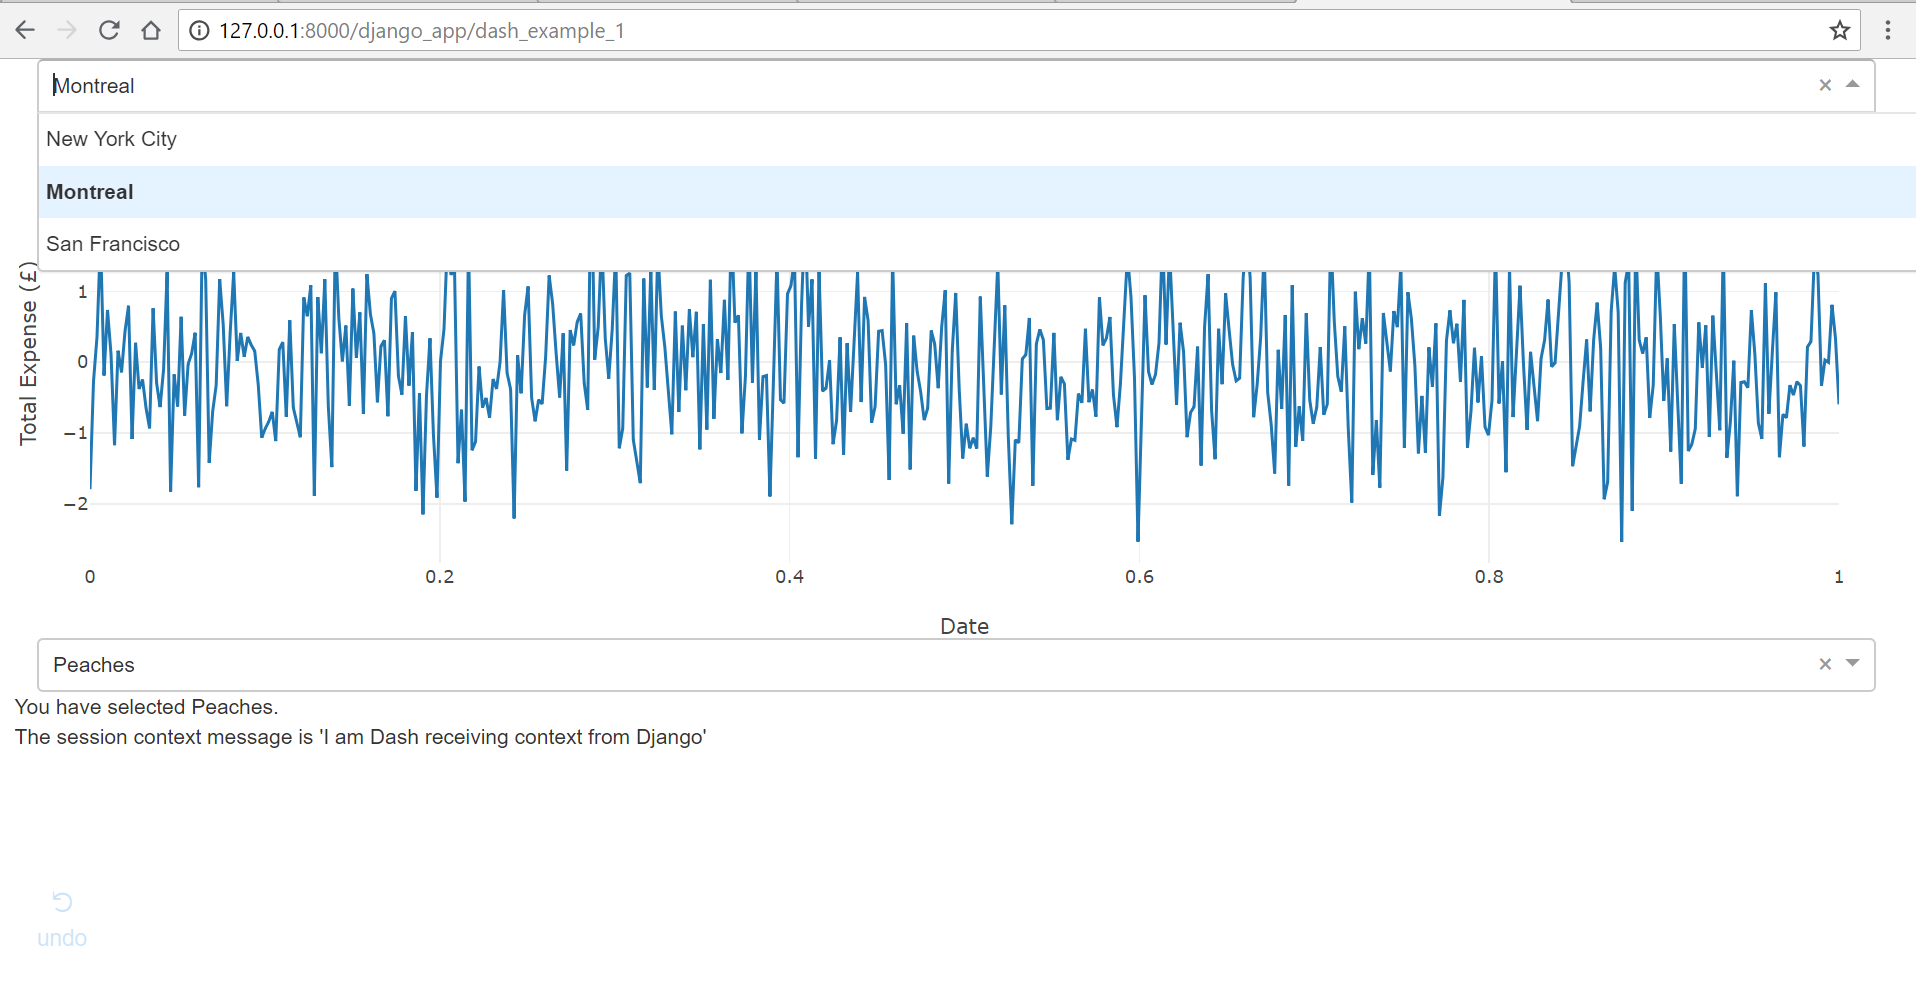 127.0.0.1:8000/django_app/dash_example_1
Montreal
New York City
Montreal
San Francisco
Total Expense (£)
1
0
−1
−2
0 0.2 0.4 0.6 0.8 1
Date
Peaches
You have selected Peaches.
The session context message is 'I am Dash receiving context from Django'
undo